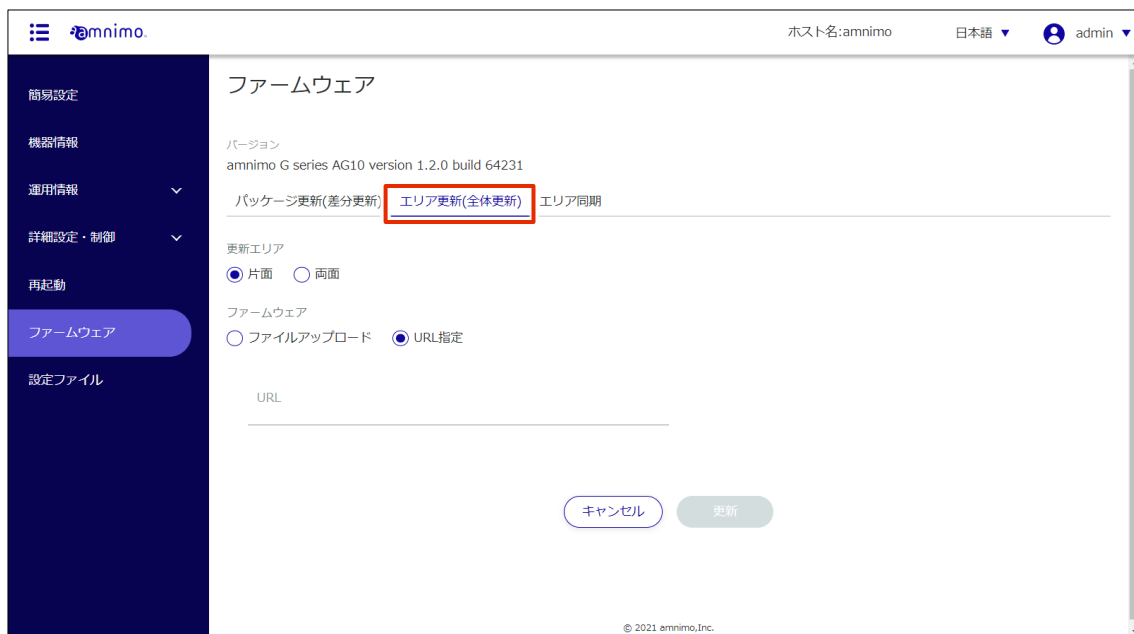 amnimo.
ホスト名:amnimo
日本語 ▼
admin ▼
簡易設定
機器情報
運用情報
詳細設定・制御
再起動
ファームウェア
設定ファイル
ファームウェア
バージョン
amnimo G series AG10 version 1.2.0 build 64231
パッケージ更新(差分更新) エリア更新(全体更新) エリア同期
更新エリア
片面 両面
ファームウェア
ファイルアップロード URL指定
URL
キャンセル 更新
© 2021 amnimo,Inc.